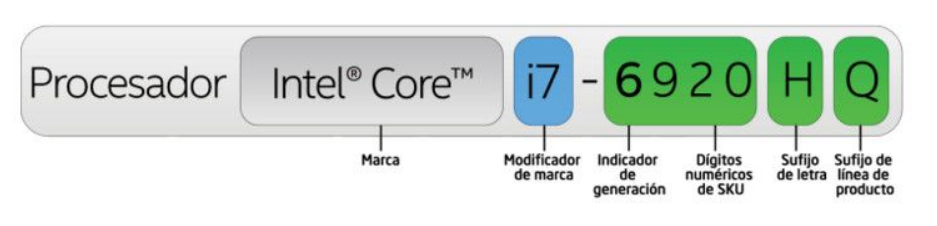 Procesador Intel® Core™ i7 - 6920 H Q
Marca
Modificador
de marca
Indicador
de
generación
Dígitos
numéricos
de SKU
Sufijo
de letra
Sufijo de
línea de
producto